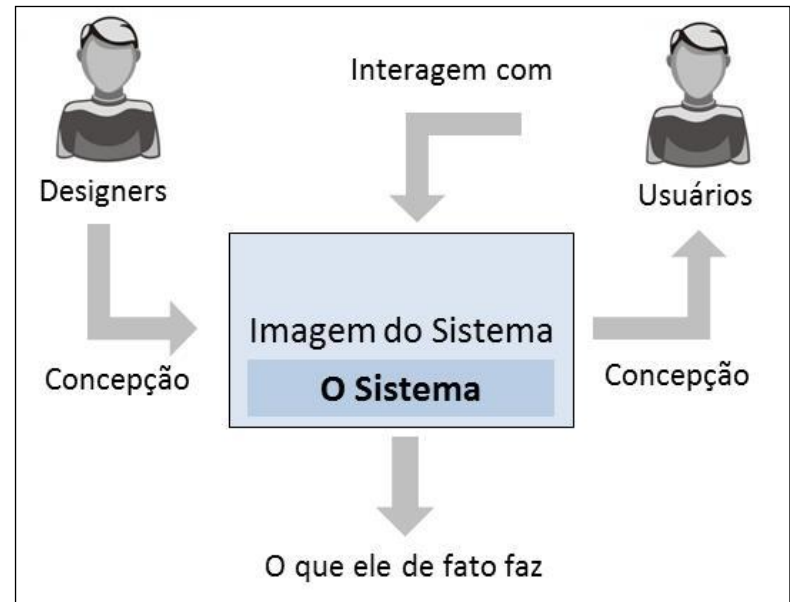 Interagem com
Designers
Usuários
Imagem do Sistema
O Sistema
Concepção
Concepção
O que ele de fato faz